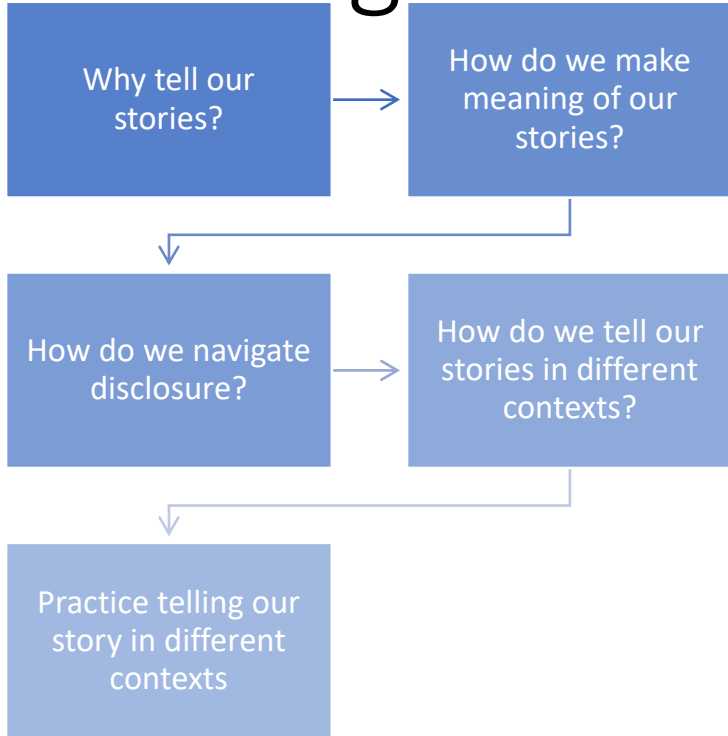 g
Why tell our
stories?
How do we make
meaning of our
stories?
How do we navigate
disclosure?
How do we tell our
stories in different
contexts?
Practice telling our
story in different
contexts